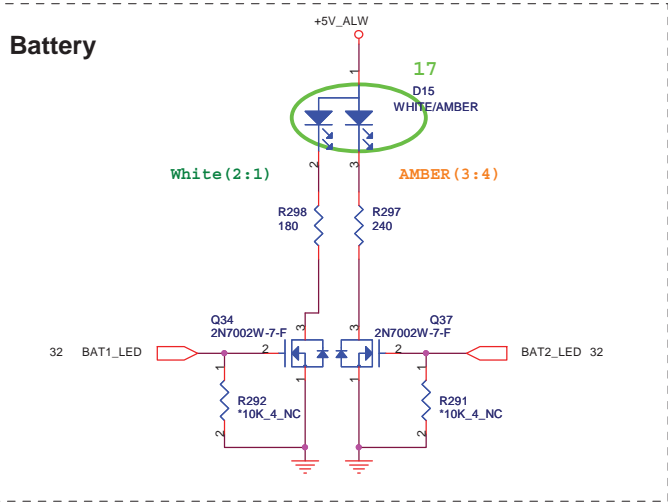 +5V_ALW
Battery
17
1
D15
WHITE/AMBER
2
3
White(2:1)
AMBER(3:4)
R298
180
R297
240
Q34
2N7002W-7-F
Q37
2N7002W-7-F
3
3
32 BAT1_LED
2
2
BAT2_LED 32
1
1
1
1
R292
*10K_4_NC
R291
*10K_4_NC
2
2